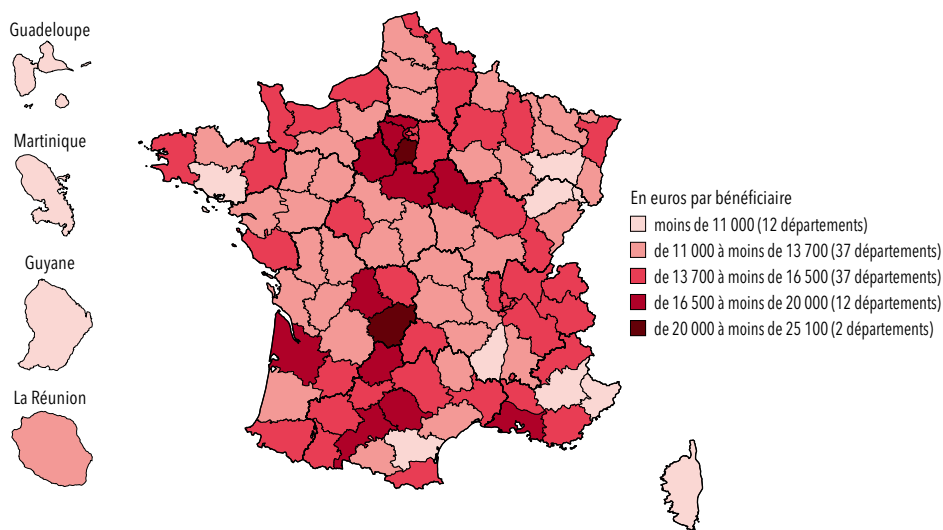 Guadeloupe
Martinique
Guyane
La Réunion
En euros par bénéficiaire
moins de 11 000 (12 départements)
de 11 000 à moins de 13 700 (37 départements)
de 13 700 à moins de 16 500 (37 départements)
de 16 500 à moins de 20 000 (12 départements)
de 20 000 à moins de 25 100 (2 départements)